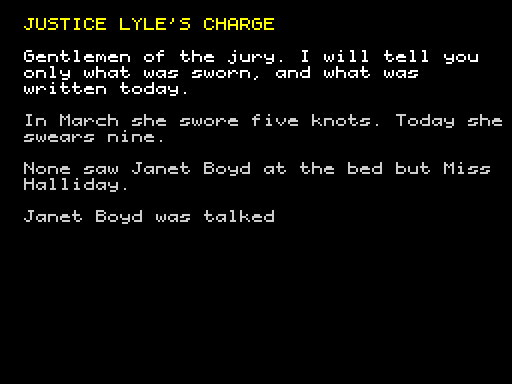 JUSTICE LYLE'S CHARGE
Gentlemen of the jury. I will tell you
only what was sworn, and what was
written today.
In March she swore five knots. Today she
swears nine.
None saw Janet Boyd at the bed but Miss
Halliday.
Janet Boyd was talked